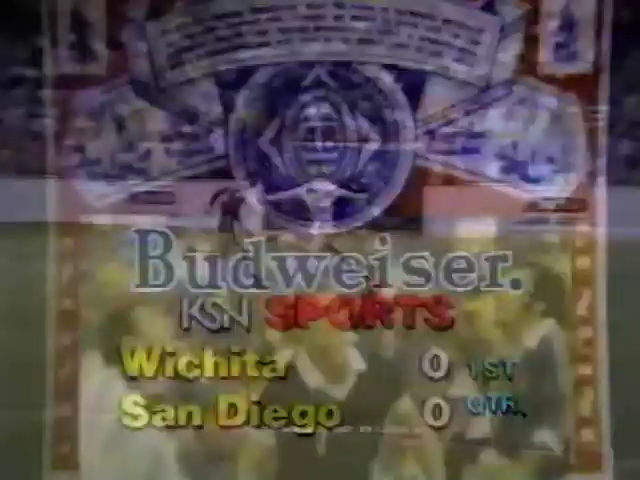 Budweiser.
KSN SPORTS
Wichita 0 1ST
San Diego 0 QTR.